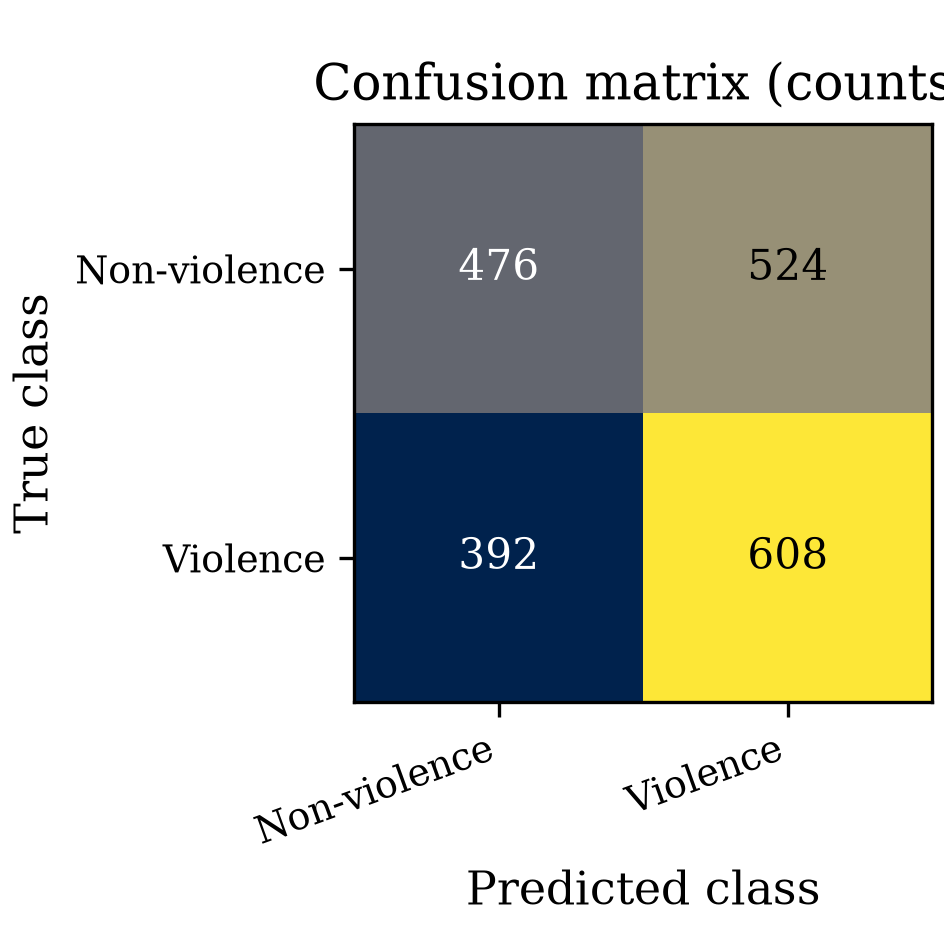 Confusion matrix (counts
Non-violence
476
524
True class
Violence
392
608
Non-violence
Violence
Predicted class